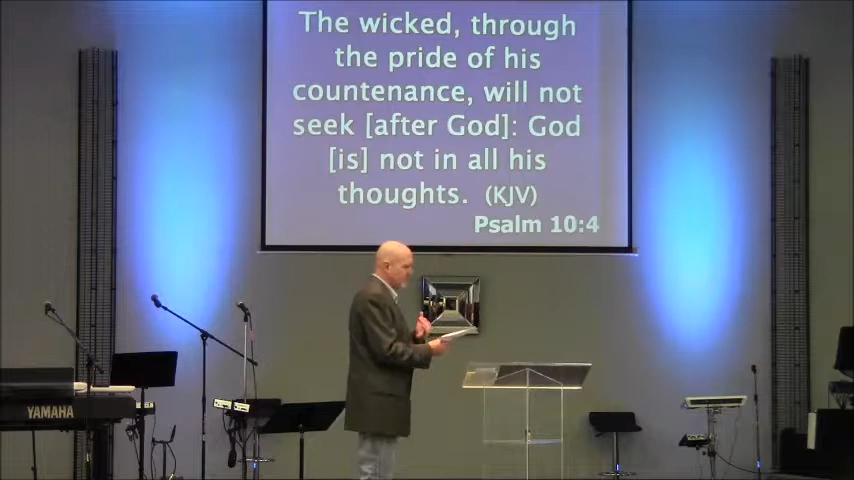 The wicked, through
the pride of his
countenance, will not
seek [after God]: God
[is] not in all his
thoughts. (KJV)
Psalm 10:4
YAMAHA